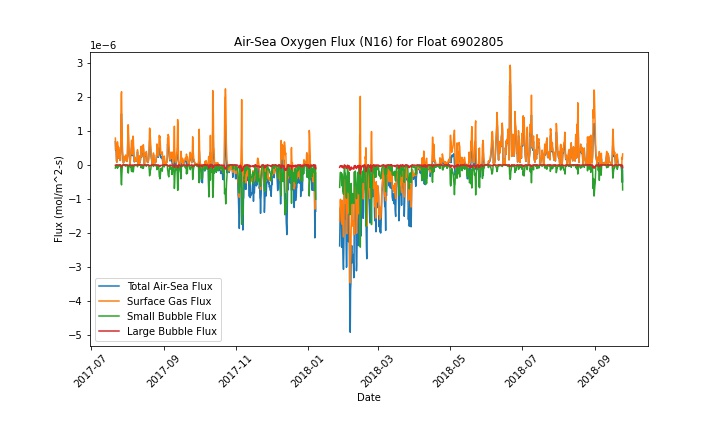 Air-Sea Oxygen Flux (N16) for Float 6902805
1e−6
3
2
1
0
−1
−2
−3
−4
−5
Flux (mol/m^2-s)
Total Air-Sea Flux
Surface Gas Flux
Small Bubble Flux
Large Bubble Flux
2017-07
2017-09
2017-11
2018-01
2018-03
2018-05
2018-07
2018-09
Date